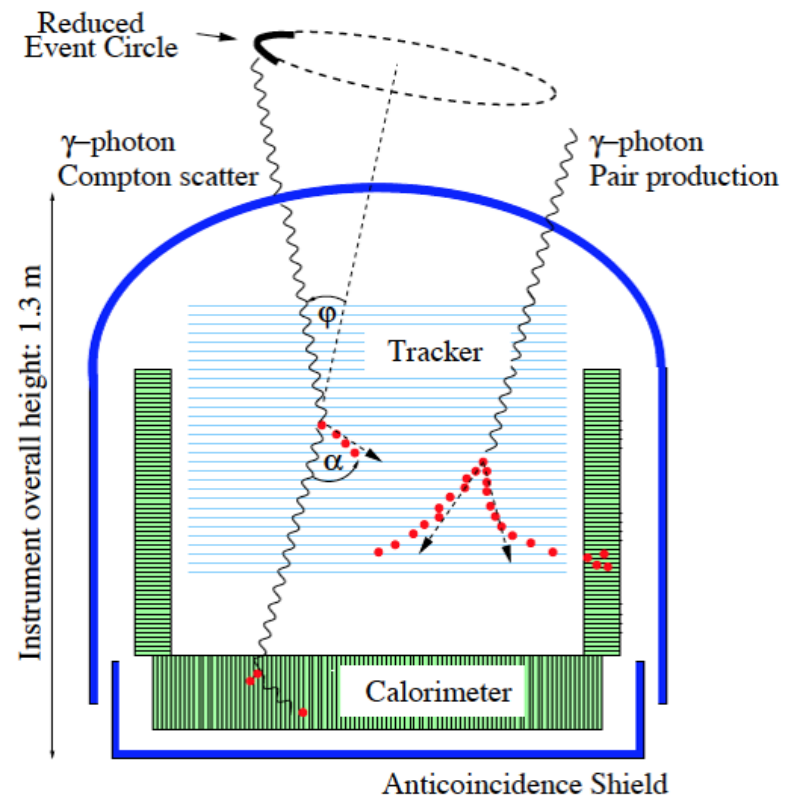 Reduced
Event Circle
γ–photon
Compton scatter
γ–photon
Pair production
Instrument overall height: 1.3 m
φ
Tracker
α
Calorimeter
Anticoincidence Shield